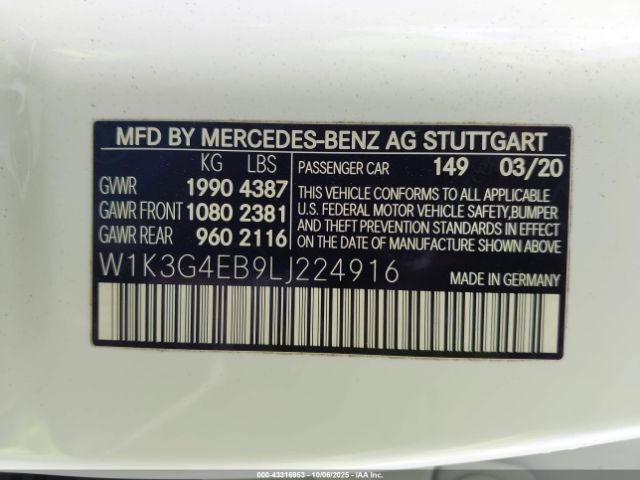 MFD BY MERCEDES-BENZ AG STUTTGART
KG LBS PASSENGER CAR 149 03/20
GWWR 1990 4387 THIS VEHICLE CONFORMS TO ALL APPLICABLE
GAWR FRONT 1080 2381 U.S. FEDERAL MOTOR VEHICLE SAFETY, BUMPER
GAWR REAR 960 2116 AND THEFT PREVENTION STANDARDS IN EFFECT
ON THE DATE OF MANUFACTURE SHOWN ABOVE.
W1K3G4EB9LJ224916 MADE IN GERMANY
000-43316953 | 10/06/2025 | IAA Inc.